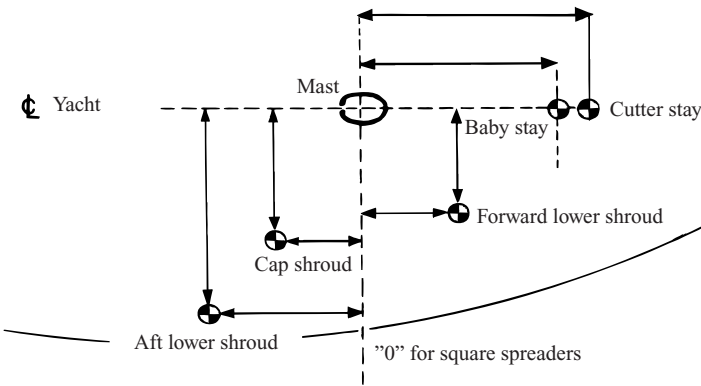 Mast
℄ Yacht
Cutter stay
Baby stay
Forward lower shroud
Cap shroud
Aft lower shroud
”0” for square spreaders